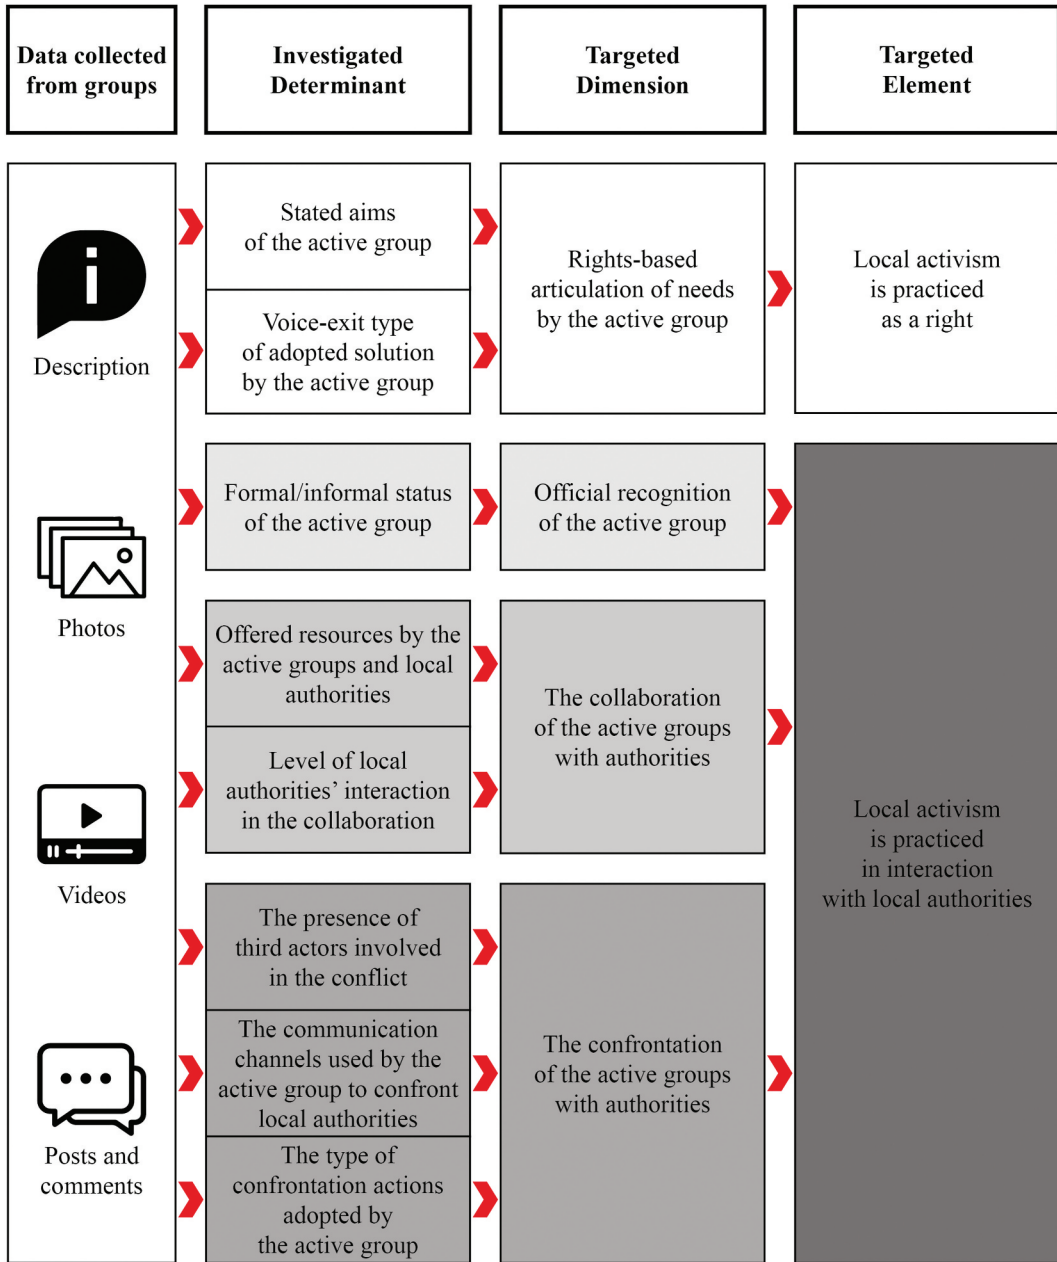 Data collected
from groups
Investigated
Determinant
Targeted
Dimension
Targeted
Element
Description
Photos
Videos
Posts and
comments
Stated aims
of the active group
Voice-exit type
of adopted solution
by the active group
Rights-based
articulation of needs
by the active group
Local activism
is practiced
as a right
Formal/informal status
of the active group
Official recognition
of the active group
Offered resources by the
active groups and local
authorities
Level of local
authorities’ interaction
in the collaboration
The collaboration
of the active groups
with authorities
The presence of
third actors involved
in the conflict
The communication
channels used by the
active group to confront
local authorities
The type of
confrontation actions
adopted by
the active group
The confrontation
of the active groups
with authorities
Local activism
is practiced
in interaction
with local authorities